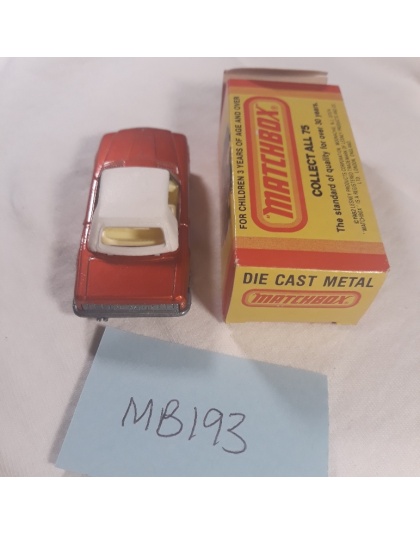 FOR CHILDREN 3 YEARS OF AGE AND OVER
MATCHBOX
COLLECT ALL 75
The standard of quality for over 30 years.
DIE CAST METAL
MATCHBOX
MB193